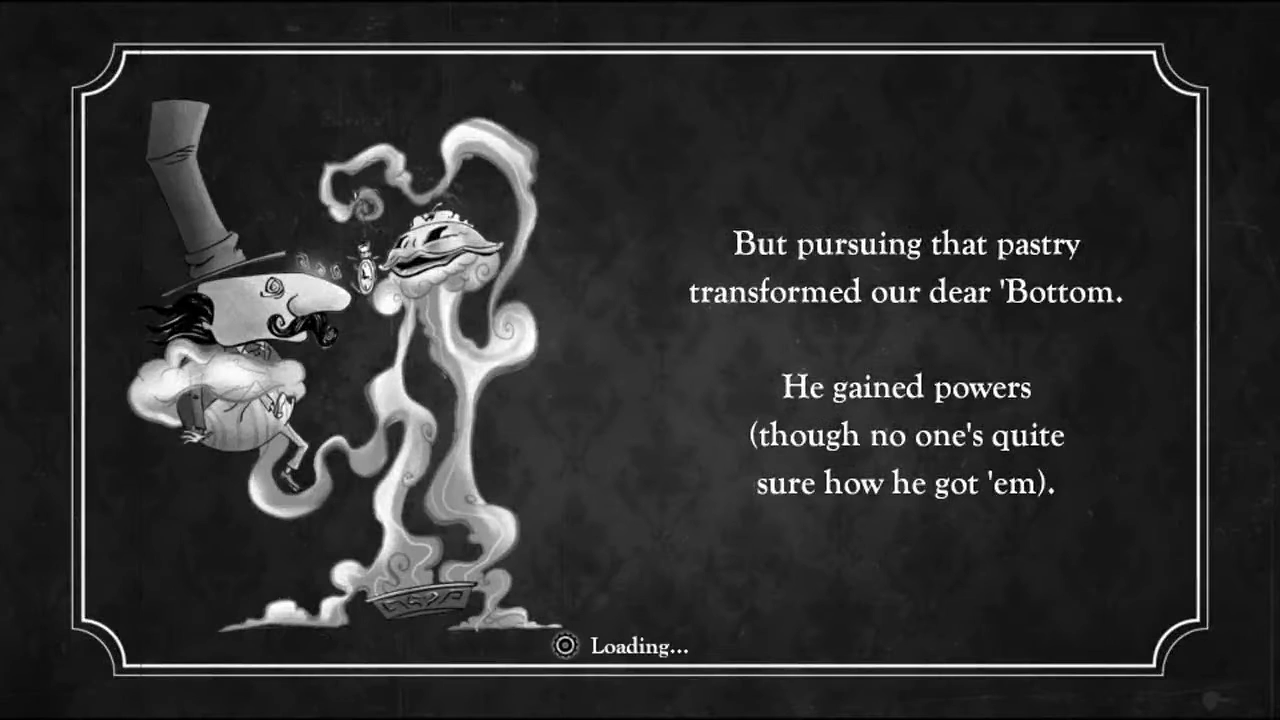 But pursuing that pastry
transformed our dear 'Bottom.
He gained powers
(though no one's quite
sure how he got 'em).
Loading...